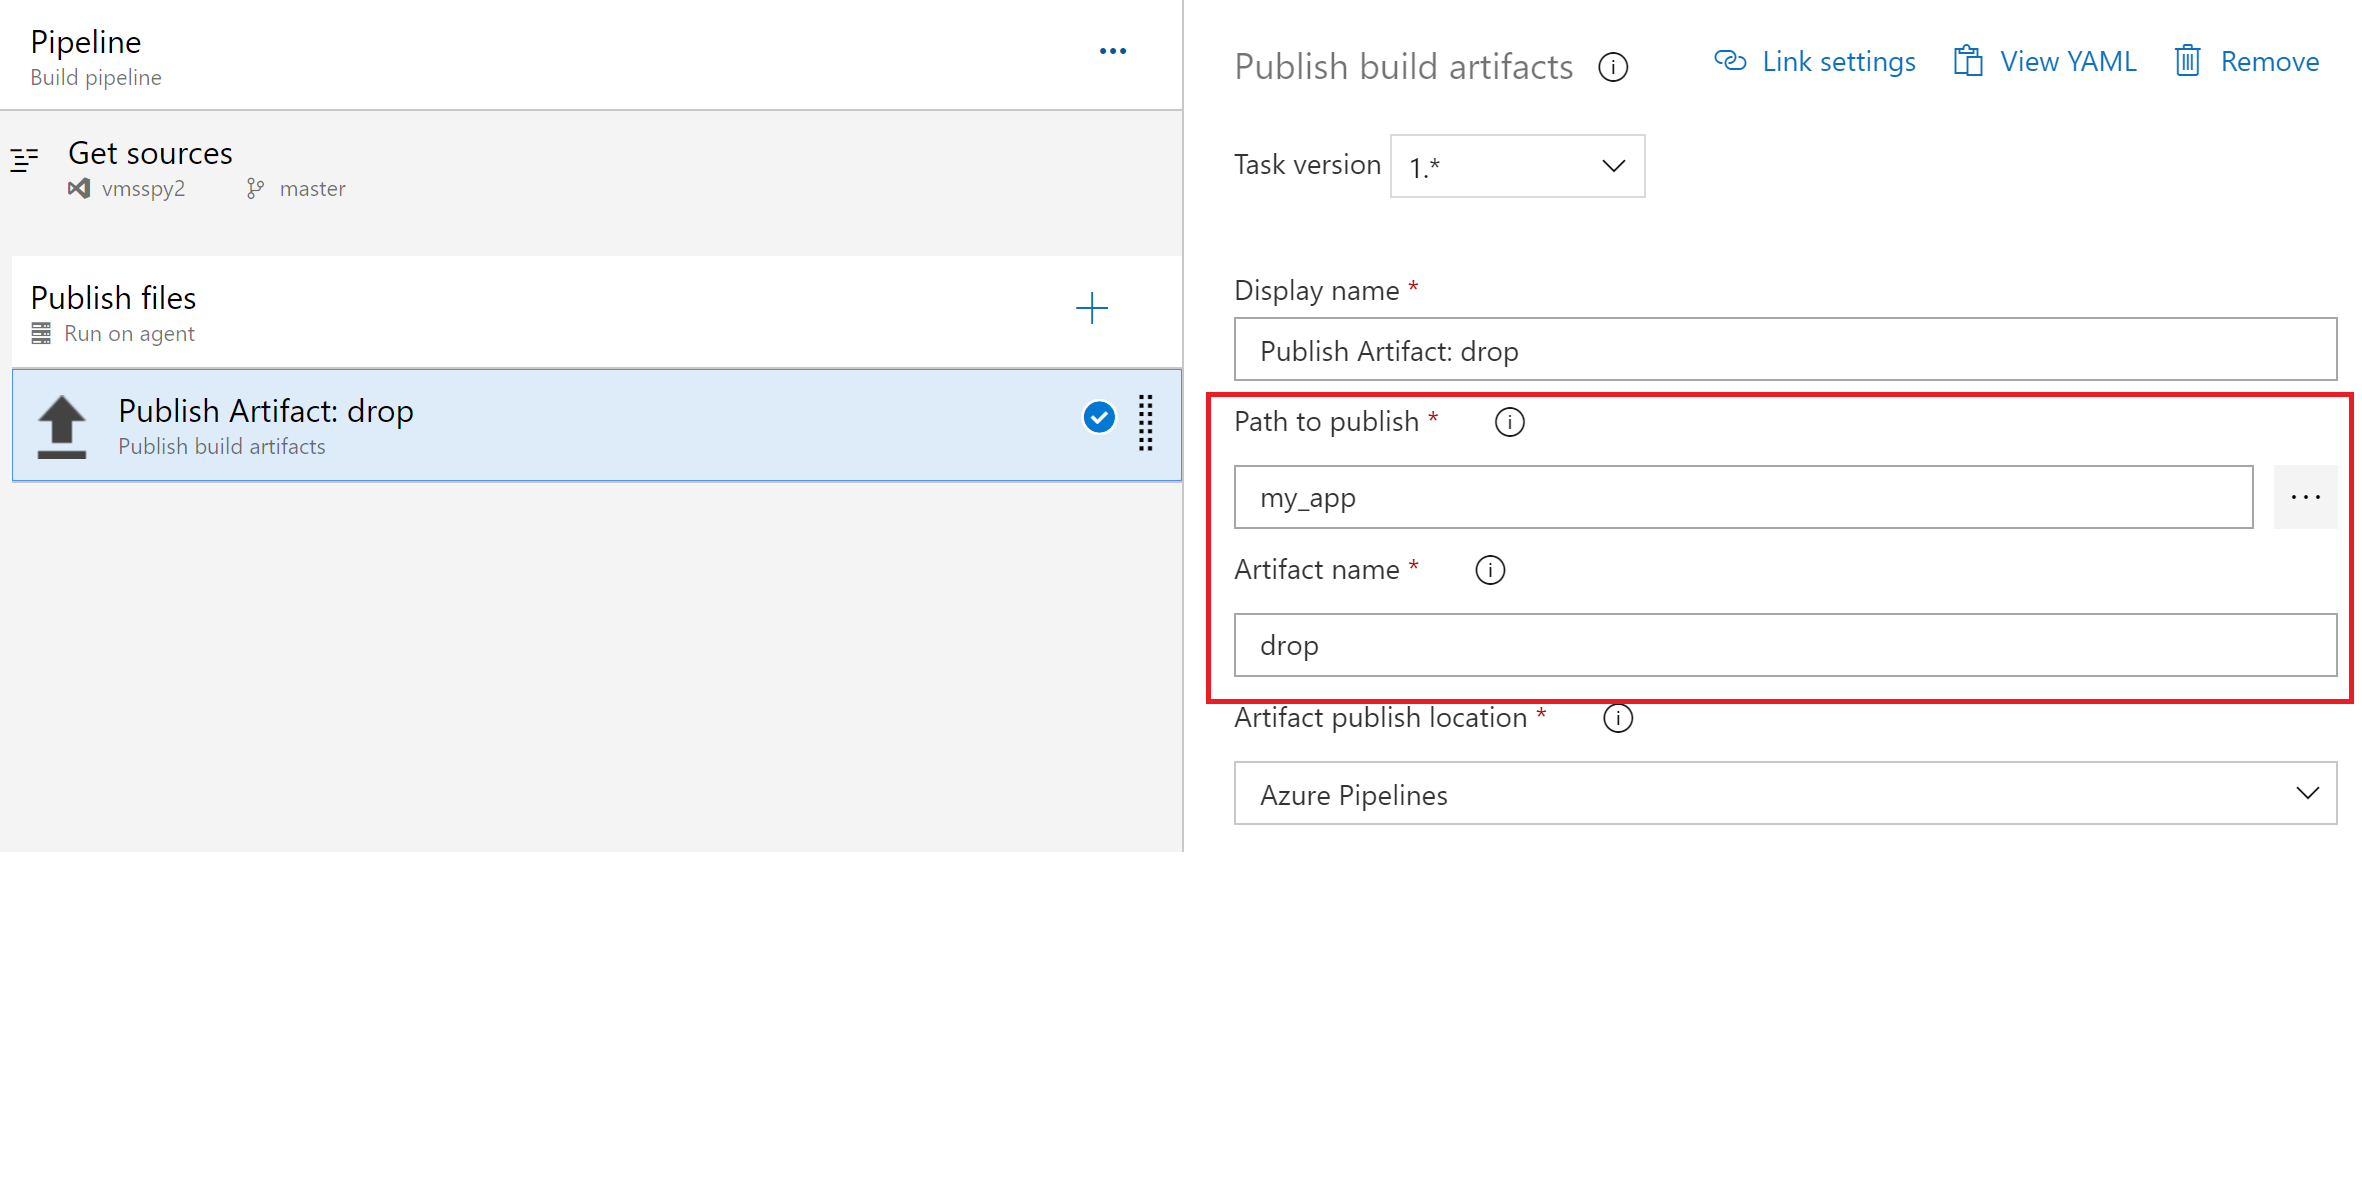 Pipeline
Build pipeline
Get sources
vmsspy2 master
Publish files
Run on agent
Publish Artifact: drop
Publish build artifacts
Publish build artifacts
Link settings
View YAML
Remove
Task version 1.*
Display name *
Publish Artifact: drop
Path to publish *
my_app
Artifact name *
drop
Artifact publish location *
Azure Pipelines